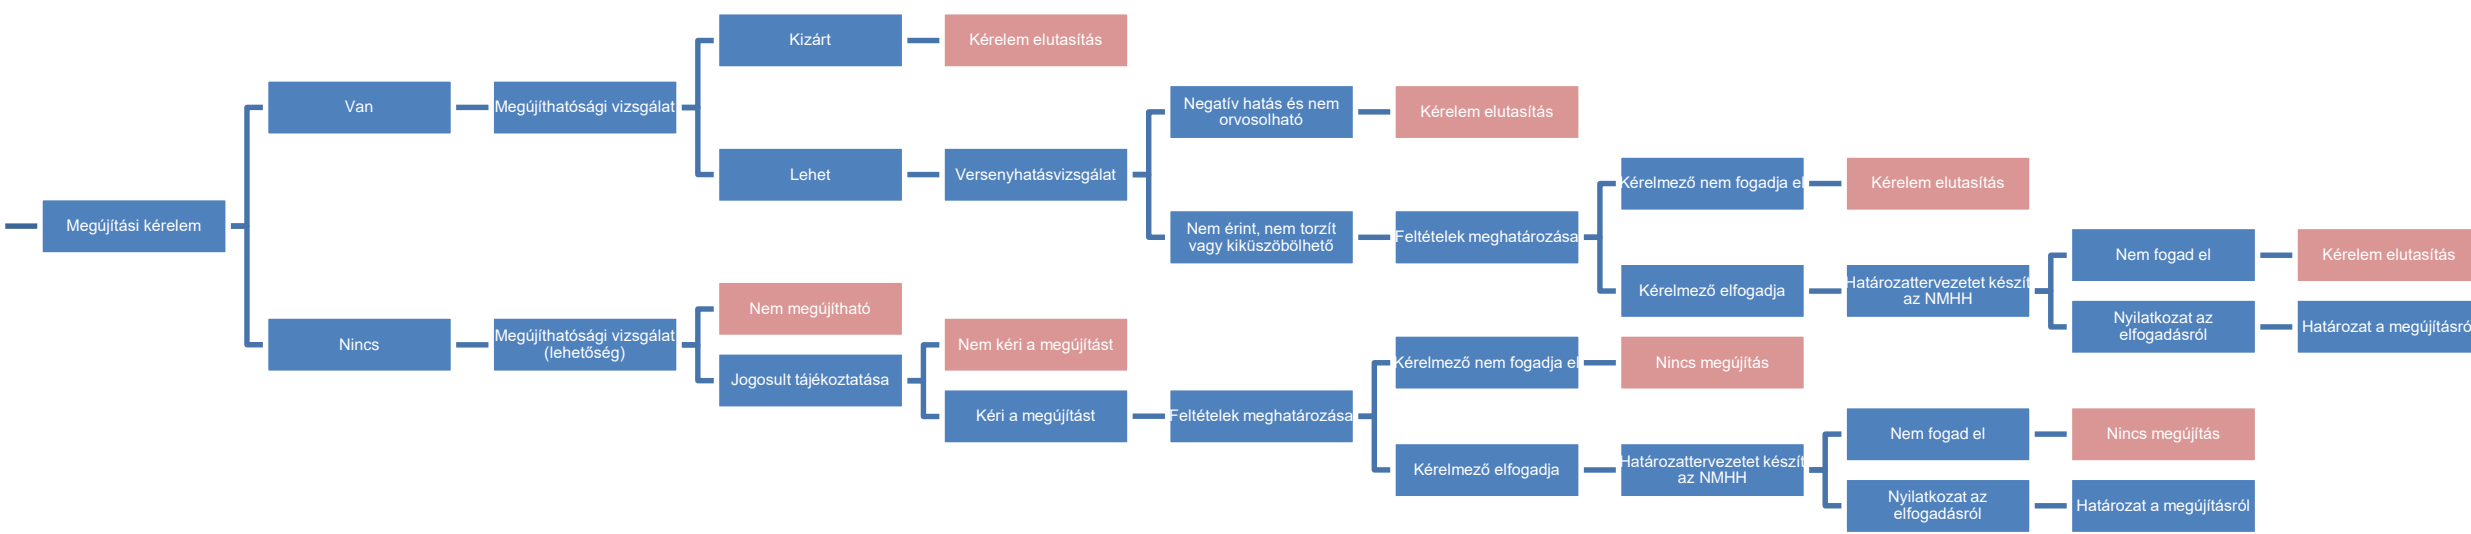 Megújítási kérelem
Van
Megújíthatósági vizsgálat
Kizárt
Kérelem elutasítás
Lehet
Versenyhatásvizsgálat
Negatív hatás és nem
orvosolható
Kérelem elutasítás
Nem érint, nem torzít
vagy kiküszöbölhető
Feltételek meghatározása
Kérelmező nem fogadja el
Kérelem elutasítás
Kérelmező elfogadja
Határozattervezetet készít
az NMHH
Nem fogad el
Kérelem elutasítás
Nyilatkozat az
elfogadásról
Határozat a megújításró
Nincs
Megújíthatósági vizsgálat
(lehetőség)
Nem megújítható
Jogosult tájékoztatása
Nem kéri a megújítást
Kéri a megújítást
Feltételek meghatározása
Kérelmező nem fogadja el
Nincs megújítás
Kérelmező elfogadja
Határozattervezetet készít
az NMHH
Nem fogad el
Nincs megújítás
Nyilatkozat az
elfogadásról
Határozat a megújításról